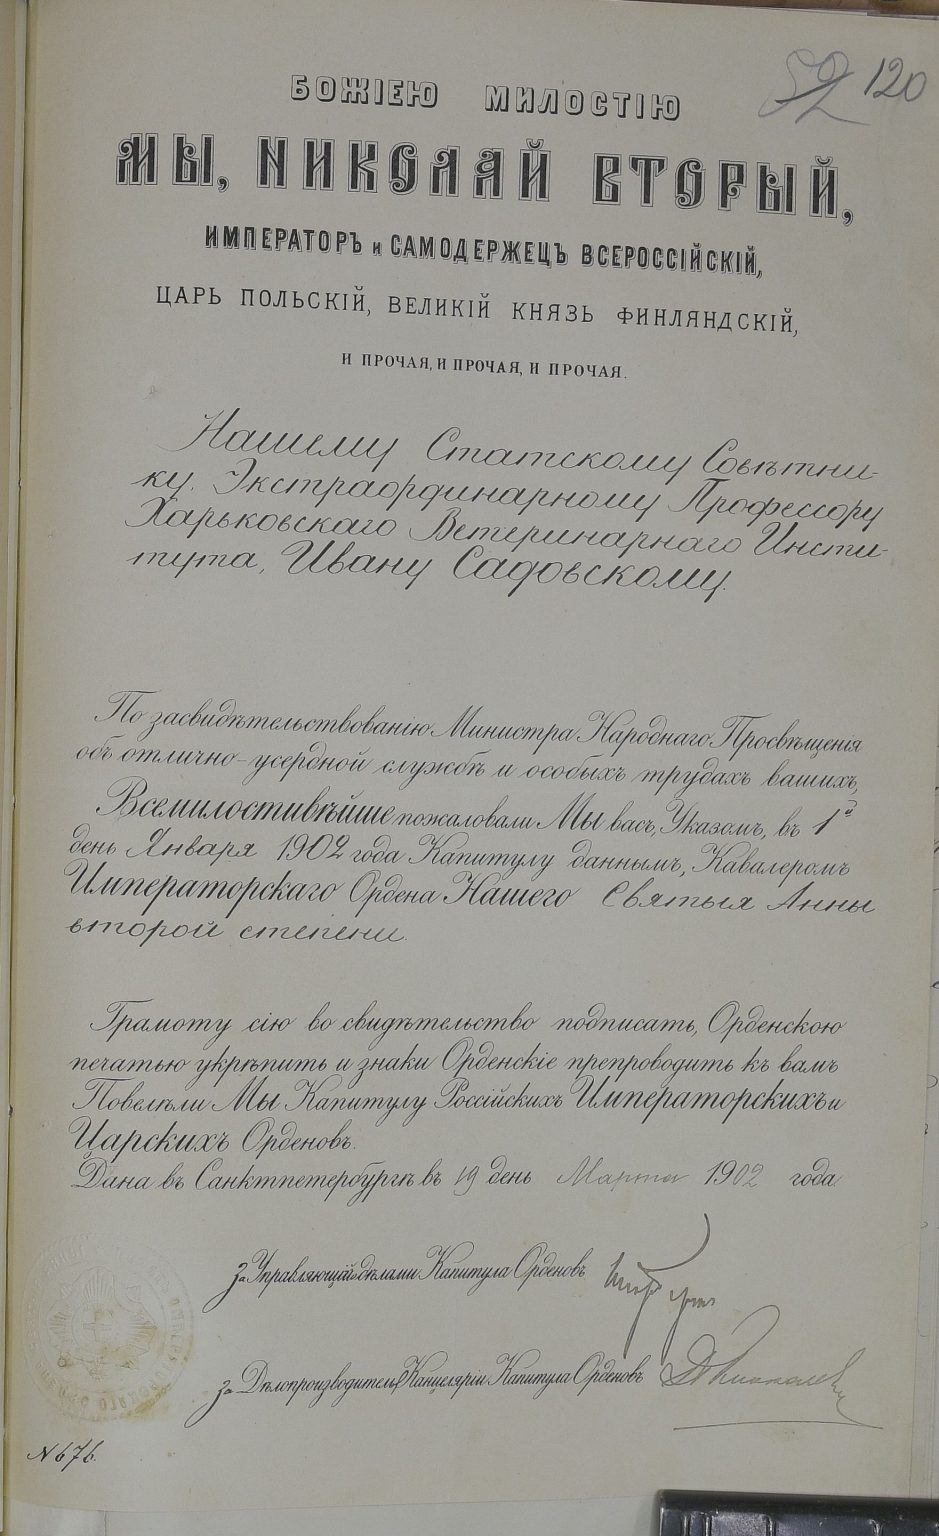 52 120
БОЖІЕЮ МИЛОСТІЮ
МЫ, НИКОЛАЙ ВТОРЫЙ,
ИМПЕРАТОРЪ и САМОДЕРЖЕЦЪ ВСЕРОССІЙСКІЙ,
ЦАРЬ ПОЛЬСКІЙ, ВЕЛИКІЙ КНЯЗЬ ФИНЛЯНДСКІЙ,
И ПРОЧАЯ, И ПРОЧАЯ, И ПРОЧАЯ.
Нашему Статскому Совѣтни-
ку, Экстраординарному Профессору
Харьковскаго Ветеринарнаго Инсти-
тута, Ивану Садовскому.
По засвидѣтельствованію Министра Народнаго Просвѣщенія
объ отлично-усердной службѣ и особыхъ трудахъ вашихъ,
Всемилостивѣйше пожаловали Мы васъ, Указомъ, въ 1й
день Января 1902 года Капитулу даннымъ, Кавалеромъ
Императорскаго Ордена Нашего Святыя Анны
второй степени.
Грамоту сію во свидѣтельство подписать, Орденскою
печатью укрѣпить и знаки Орденскіе препроводить къ вамъ
Повелѣли Мы Капитулу Россійскихъ Императорскихъ и
Царскихъ Орденовъ.
Дана въ Санктпетербургѣ въ 19 день Марта 1902 года.
За Управляющій дѣлами Капитула Орденовъ
За Дѣлопроизводитель Канцеляріи Капитула Орденовъ
N 676.